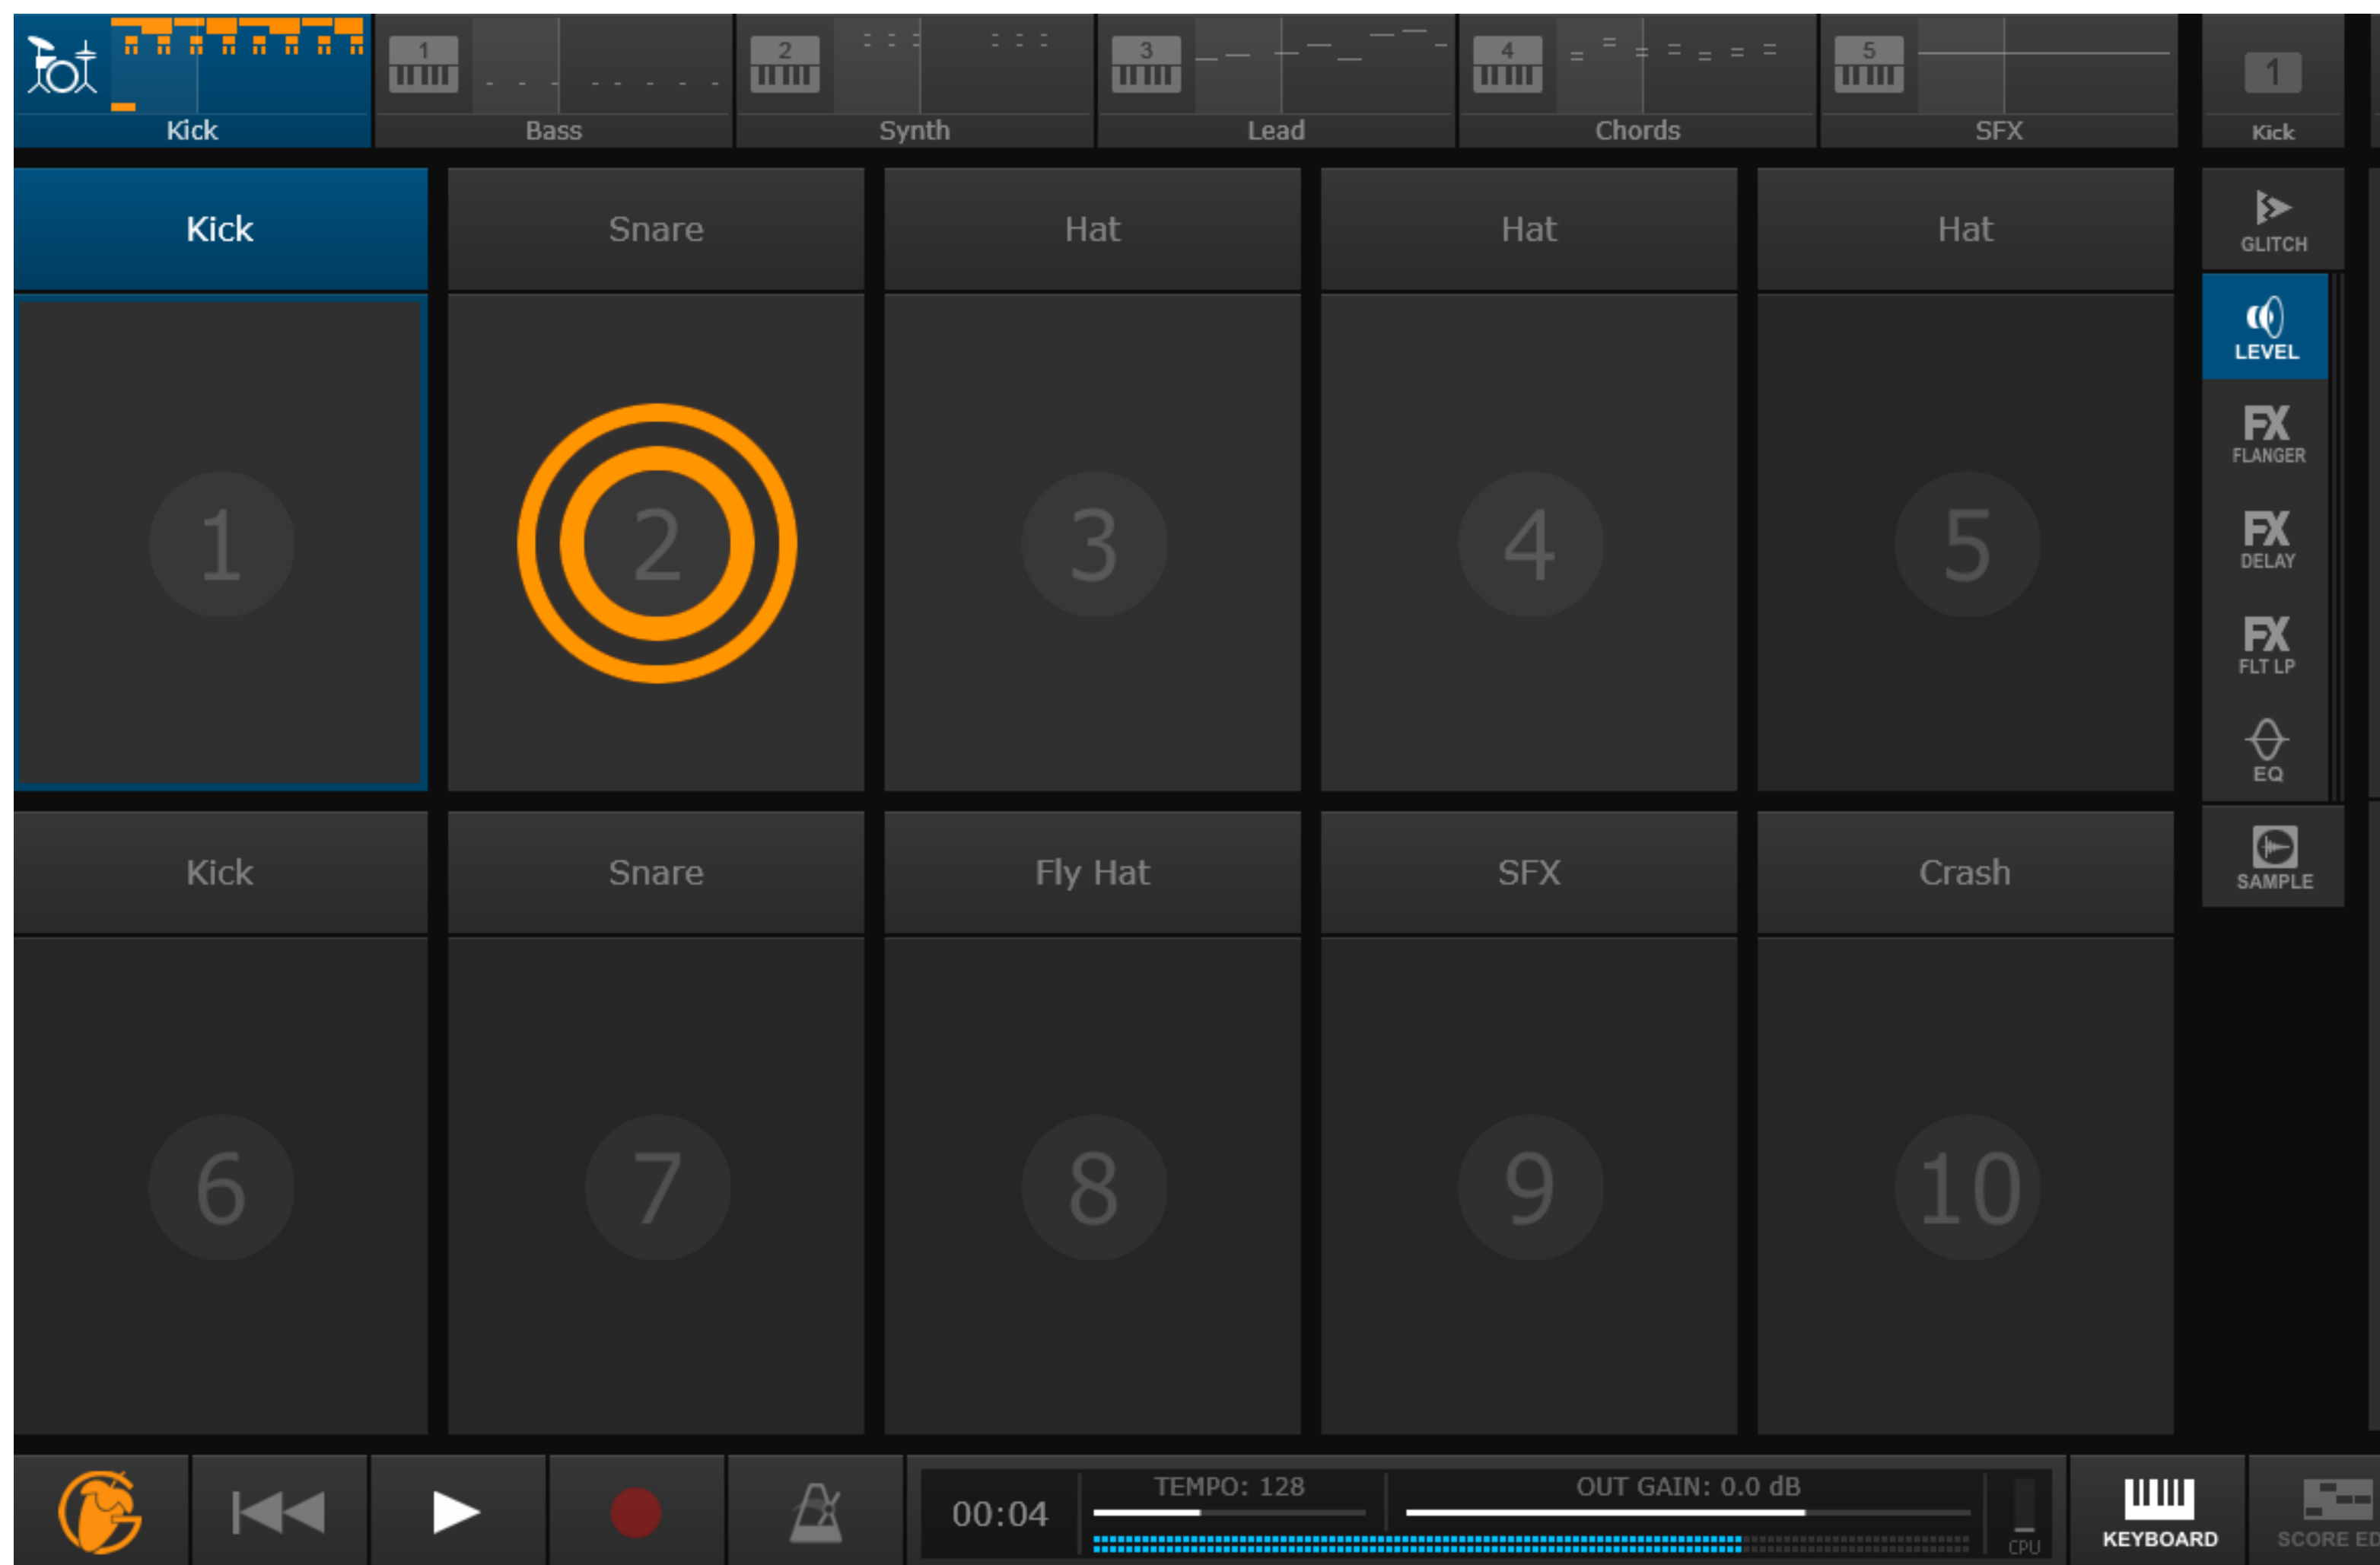 1
2
3
4
5
1
Kick
Bass
Synth
Lead
Chords
SFX
Kick
Kick
Snare
Hat
Hat
Hat
GLITCH
LEVEL
FX
FLANGER
FX
DELAY
FX
FLT LP
EQ
SAMPLE
1
2
3
4
5
Kick
Snare
Fly Hat
SFX
Crash
6
7
8
9
10
00:04
TEMPO: 128
OUT GAIN: 0.0 dB
CPU
KEYBOARD
SCORE